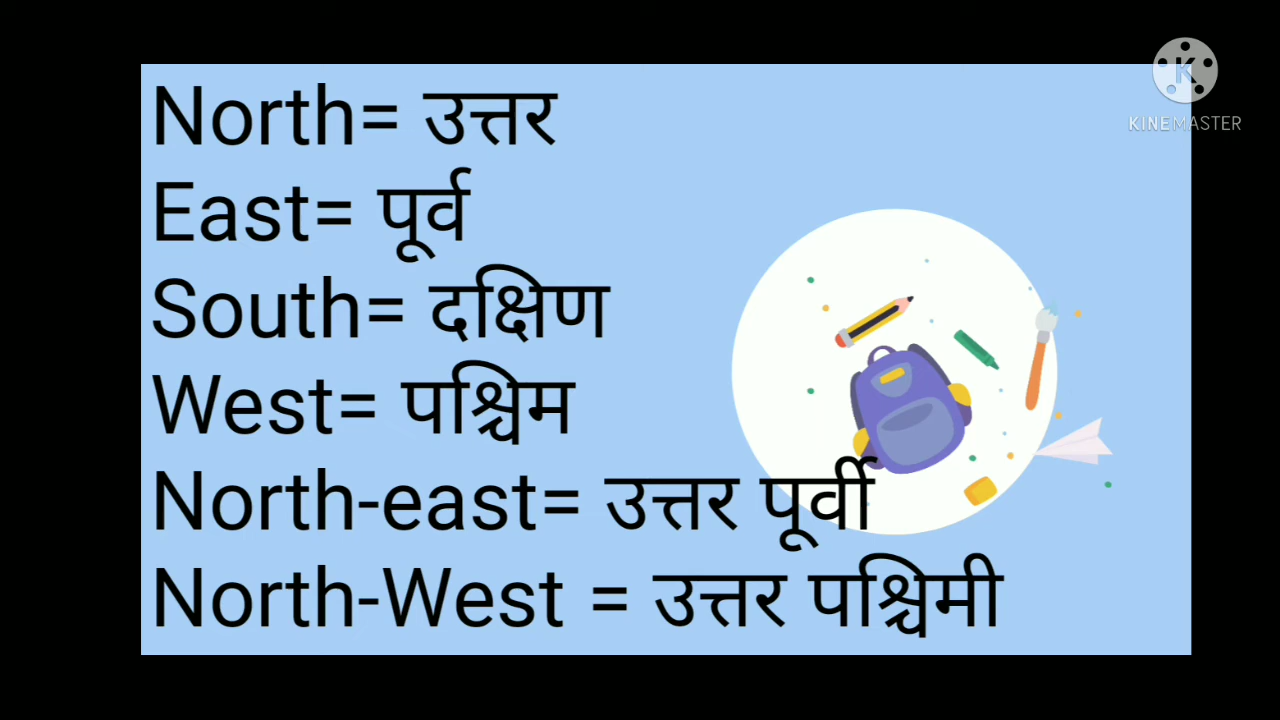 North= उत्तर
East= पूर्व
South= दक्षिण
West= पश्चिम
North-east= उत्तर पूर्वी
North-West = उत्तर पश्चिमी
K
KINEMASTER